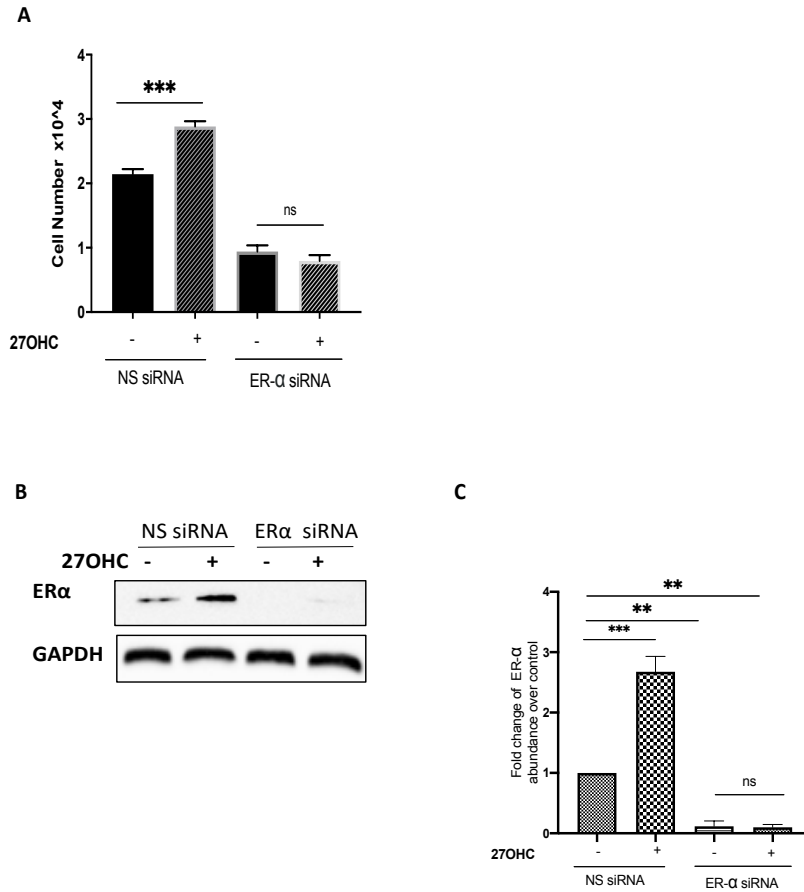 A
Cell Number x10^4
4
3
2
1
0
***
ns
27OHC - + - +
NS siRNA ER-α siRNA
B
NS siRNA ERα siRNA
27OHC - + - +
ERα
GAPDH
C
Fold change of ER-α
abundance over control
4
3
2
1
0
**
**
***
ns
27OHC - + - +
NS siRNA ER-α siRNA